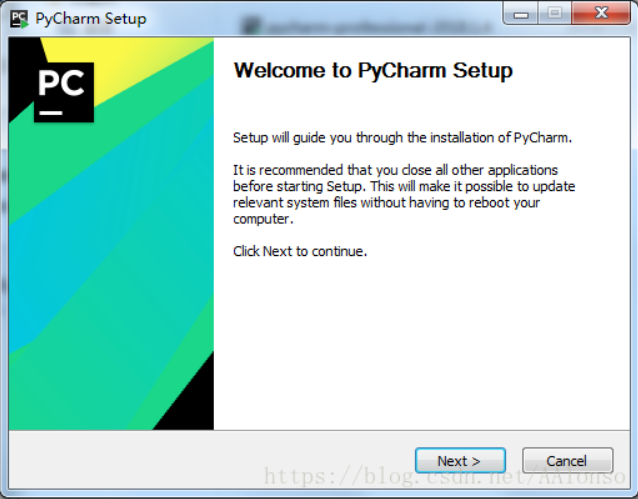 PyCharm Setup
PC
Welcome to PyCharm Setup
Setup will guide you through the installation of PyCharm.
It is recommended that you close all other applications
before starting Setup. This will make it possible to update
relevant system files without having to reboot your
computer.
Click Next to continue.
Next >
Cancel
https://blog.csdn.net/AAlonso